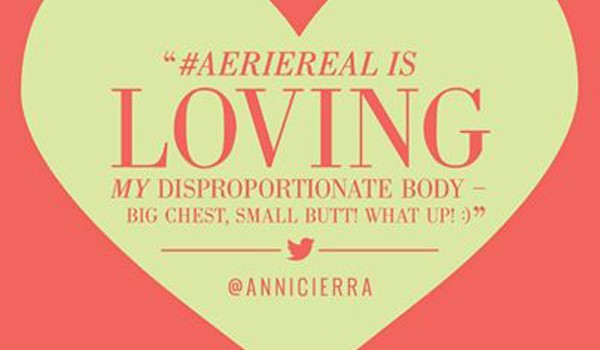 “#AERIEREAL IS
LOVING
MY DISPROPORTIONATE BODY –
BIG CHEST, SMALL BUTT! WHAT UP! :)”
@ANNICIERRA